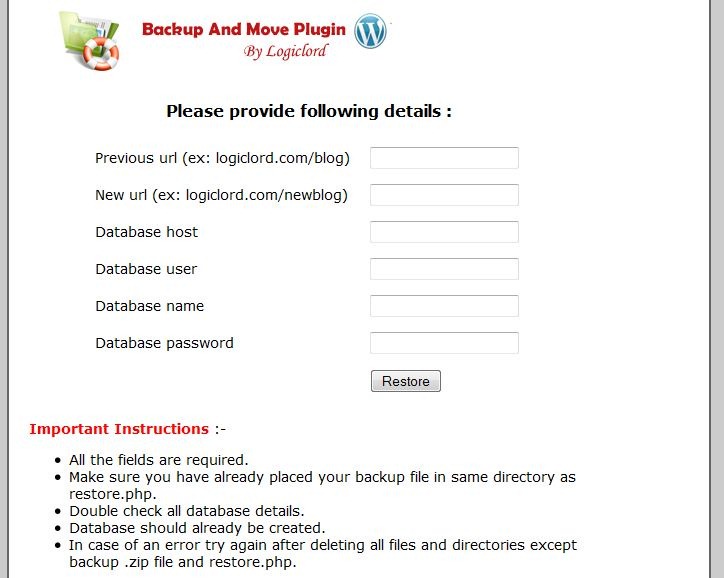 Backup And Move Plugin
By Logiclord
Please provide following details :
Previous url (ex: logiclord.com/blog)
New url (ex: logiclord.com/newblog)
Database host
Database user
Database name
Database password
Restore
Important Instructions :-
• All the fields are required.
• Make sure you have already placed your backup file in same directory as
restore.php.
• Double check all database details.
• Database should already be created.
• In case of an error try again after deleting all files and directories except
backup .zip file and restore.php.